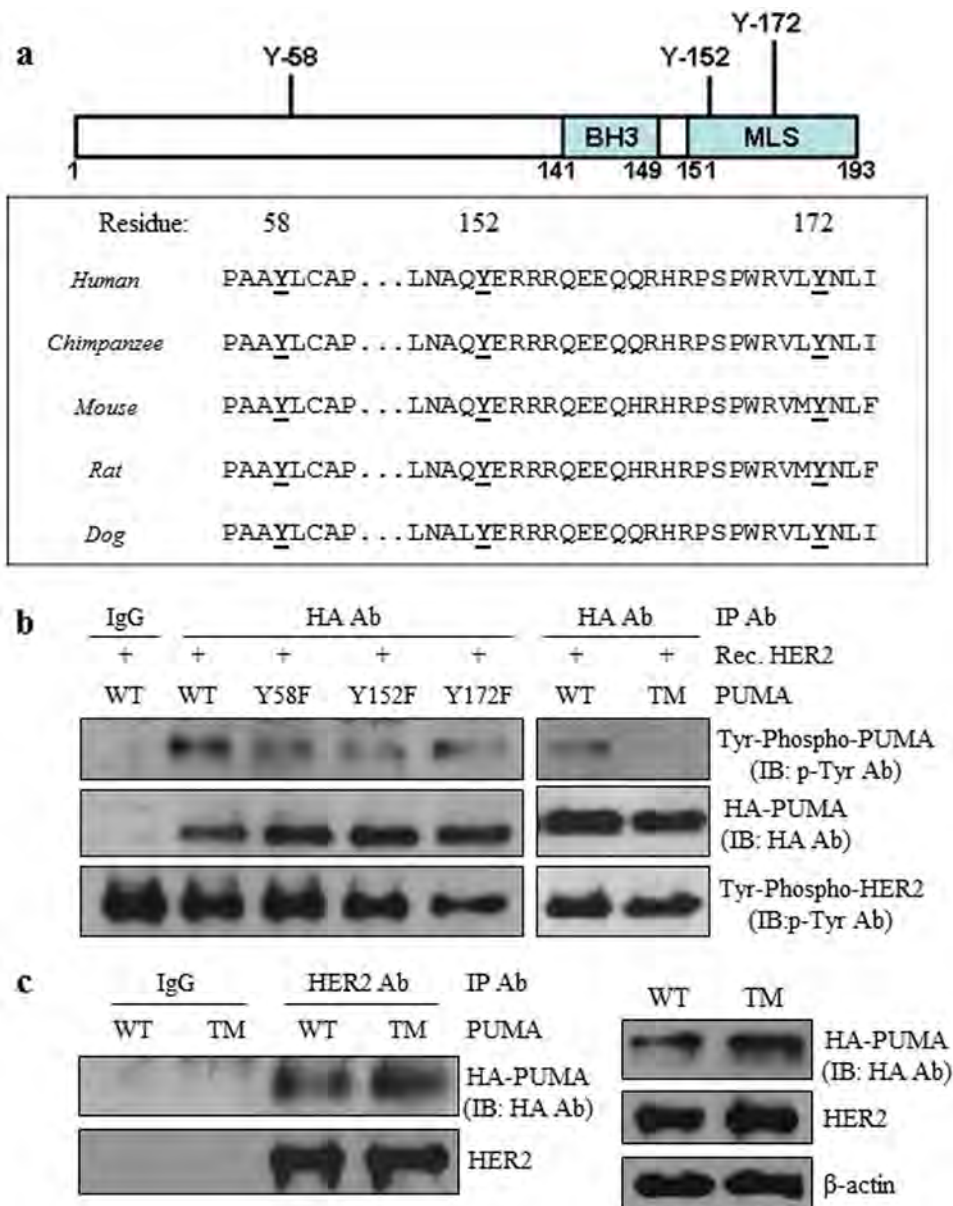 a
Y-58
Y-152
Y-172
BH3
MLS
1
141
149
151
193
Residue: 58 152 172
Human PAAYLCAP...LNAQYERRRQEEQQRHRPSPWRVLYNLI
Chimpanzee PAAYLCAP...LNAQYERRRQEEQQRHRPSPWRVLYNLI
Mouse PAAYLCAP...LNAQYERRRQEEQHRHRPSPWRVMYNLF
Rat PAAYLCAP...LNAQYERRRQEEQHRHRPSPWRVMYNLF
Dog PAAYLCAP...LNALYERRRQEEQQRHRPSPWRVLYNLI
b
IgG HA Ab HA Ab IP Ab
+ + + + + + + Rec. HER2
WT WT Y58F Y152F Y172F WT TM PUMA
Tyr-Phospho-PUMA
(IB: p-Tyr Ab)
HA-PUMA
(IB: HA Ab)
Tyr-Phospho-HER2
(IB:p-Tyr Ab)
c
IgG HER2 Ab IP Ab
WT TM WT TM PUMA
HA-PUMA
(IB: HA Ab)
HER2
WT TM
HA-PUMA
(IB: HA Ab)
HER2
β-actin